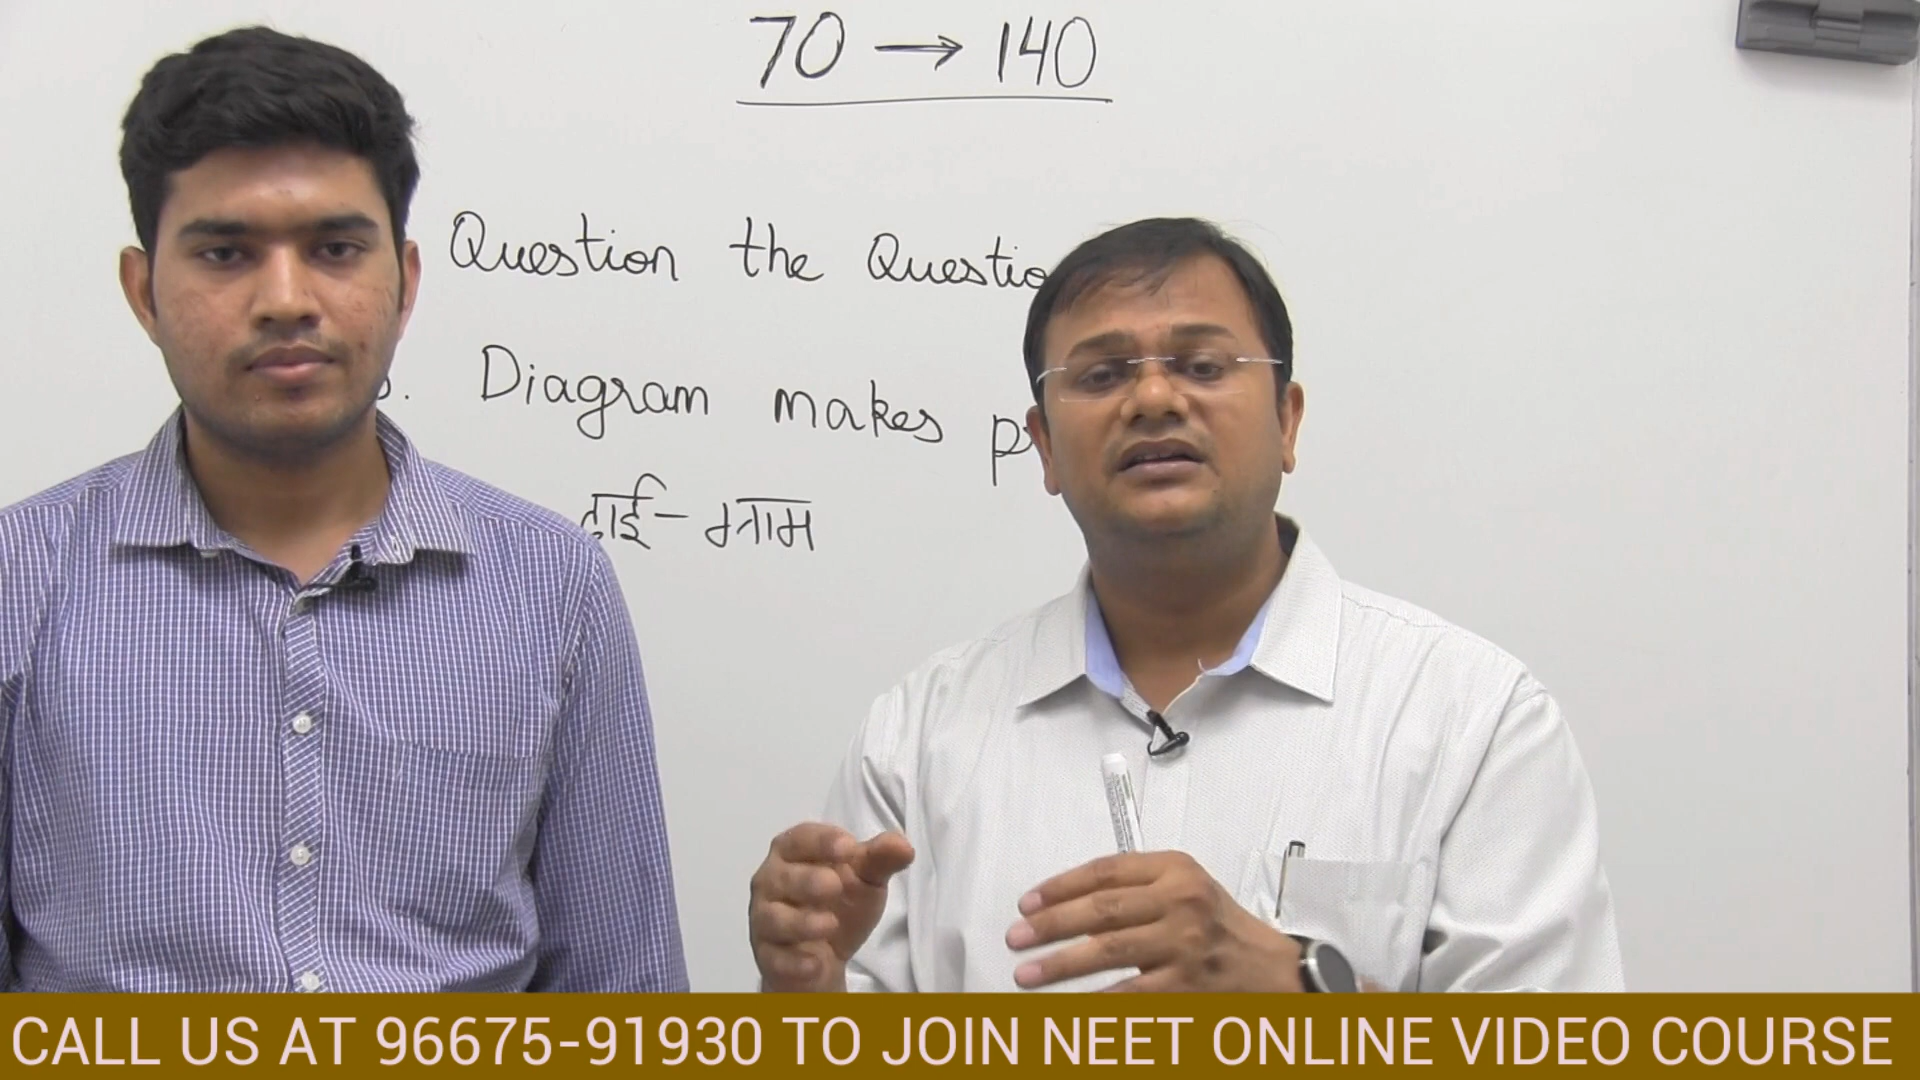 70 → 140
Question the Questio
. Diagram makes p
ढाई-ग्राम
CALL US AT 96675-91930 TO JOIN NEET ONLINE VIDEO COURSE